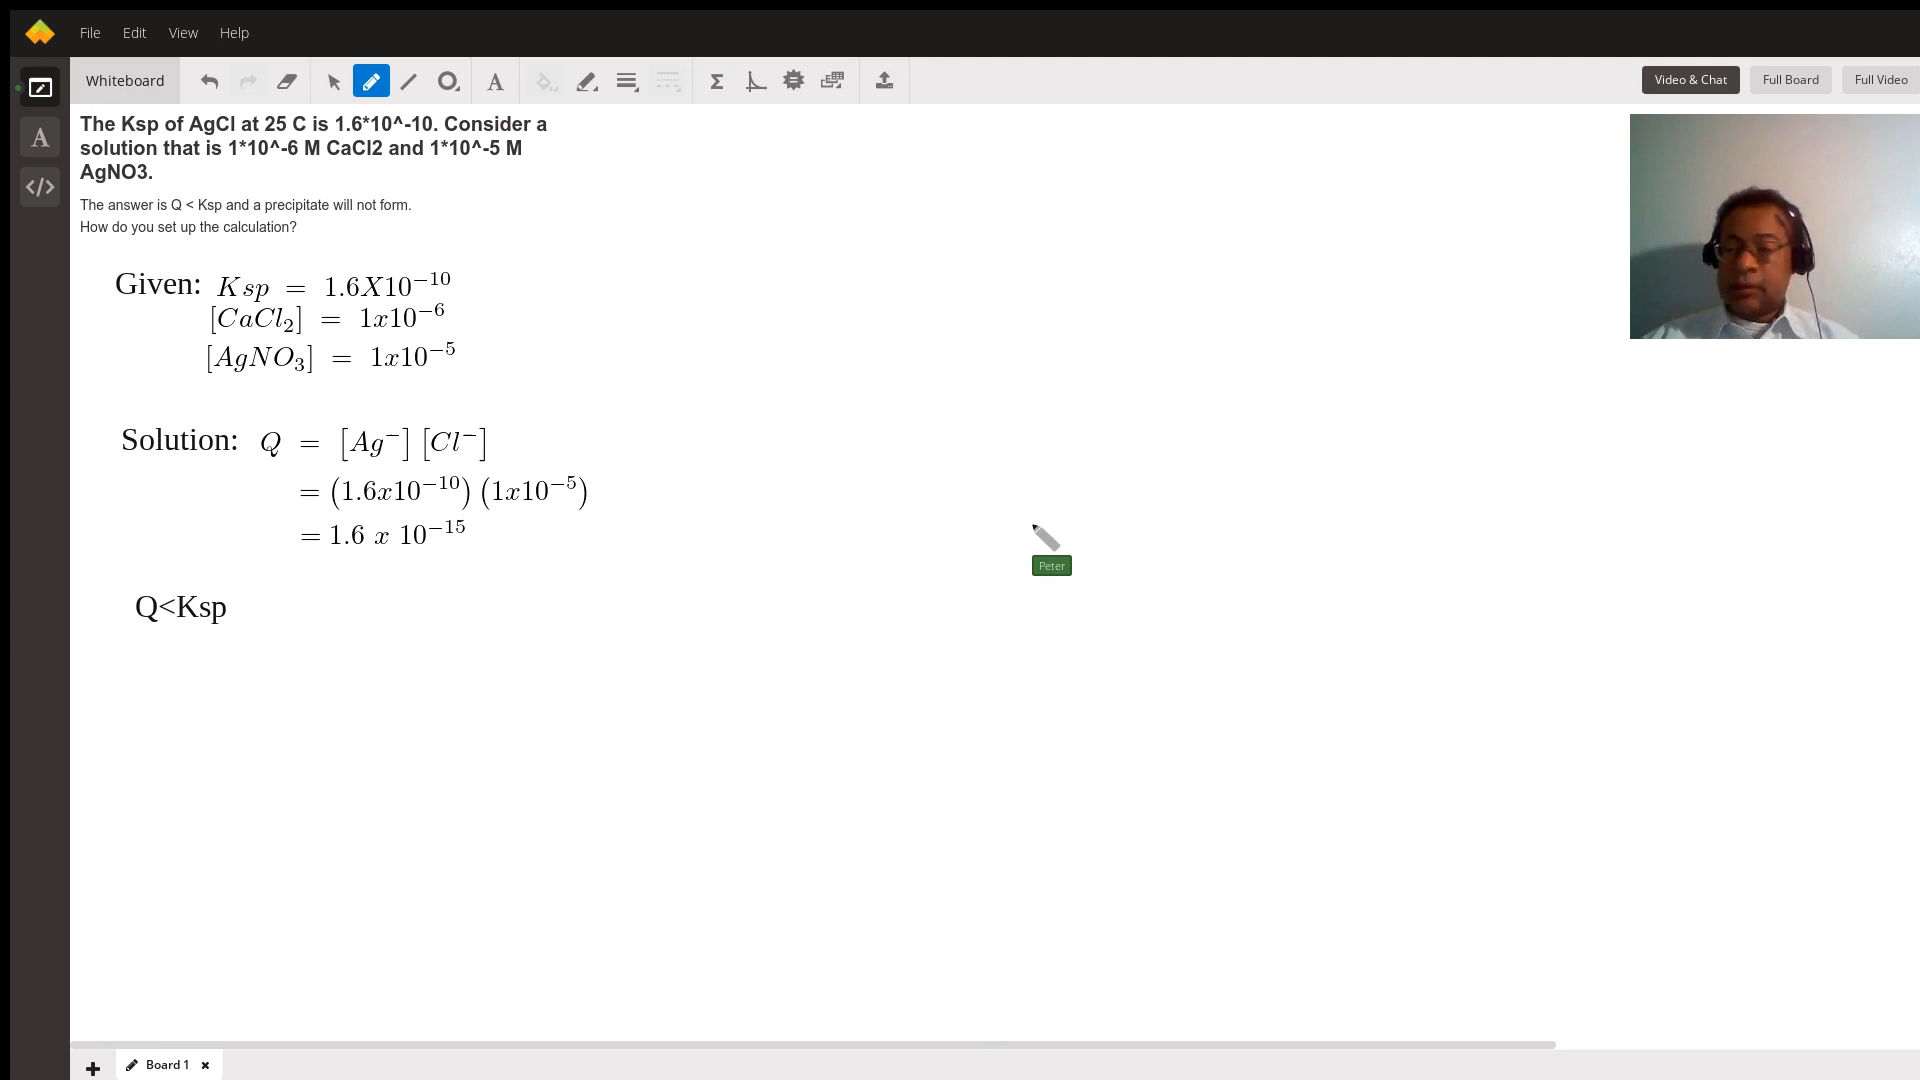 File Edit View Help
Whiteboard
A
Σ
Video & Chat
Full Board
Full Video
A
</>
The Ksp of AgCl at 25 C is 1.6*10^-10. Consider a
solution that is 1*10^-6 M CaCl2 and 1*10^-5 M
AgNO3.
The answer is Q < Ksp and a precipitate will not form.
How do you set up the calculation?
Given: Ksp = 1.6X10⁻¹⁰
[CaCl₂] = 1x10⁻⁶
[AgNO₃] = 1x10⁻⁵
Solution: Q = [Ag⁻] [Cl⁻]
= (1.6x10⁻¹⁰) (1x10⁻⁵)
= 1.6 x 10⁻¹⁵
Peter
Q<Ksp
Board 1